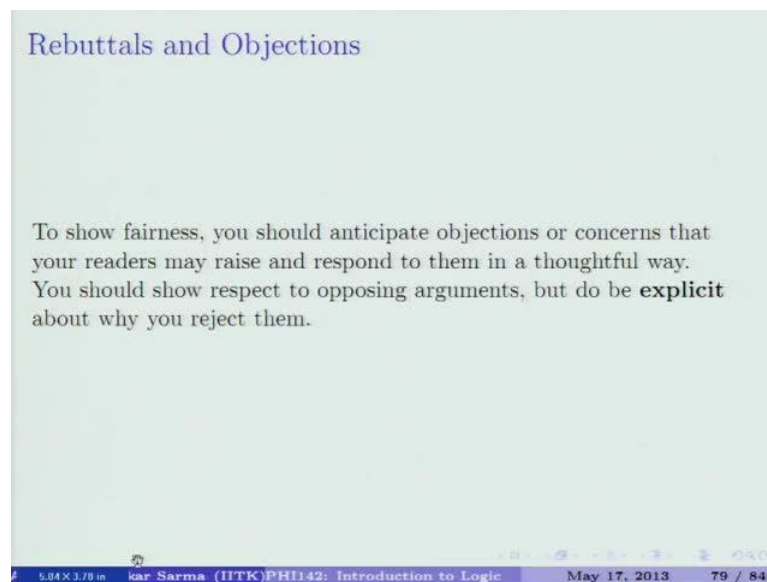 Rebuttals and Objections
To show fairness, you should anticipate objections or concerns that
your readers may raise and respond to them in a thoughtful way.
You should show respect to opposing arguments, but do be explicit
about why you reject them.
5.04 X 3.78 in kar Sarma (IITK)PHI142: Introduction to Logic May 17, 2013 79 / 84